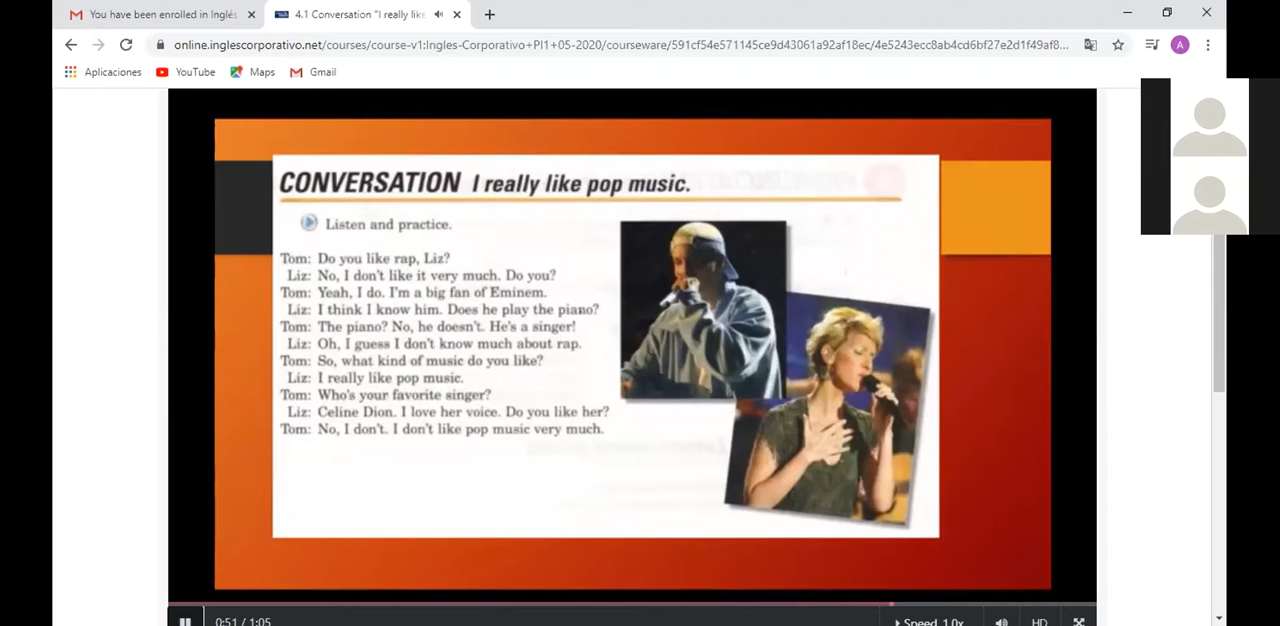 You have been enrolled in Inglés
4.1 Conversation "I really like
online.inglescorporativo.net/courses/course-v1:Ingles-Corporativo+PI1+05-2020/courseware/591cf54e571145ce9d43061a92af18ec/4e5243ecc8ab4cd6bf27e2d1f49af8...
A
Aplicaciones
YouTube
Maps
Gmail
CONVERSATION I really like pop music.
Listen and practice.
Tom: Do you like rap, Liz?
Liz: No, I don't like it very much. Do you?
Tom: Yeah, I do. I'm a big fan of Eminem.
Liz: I think I know him. Does he play the piano?
Tom: The piano? No, he doesn't. He's a singer!
Liz: Oh, I guess I don't know much about rap.
Tom: So, what kind of music do you like?
Liz: I really like pop music.
Tom: Who's your favorite singer?
Liz: Celine Dion. I love her voice. Do you like her?
Tom: No, I don't. I don't like pop music very much.
0:51 / 1:05
Speed 1.0x
HD